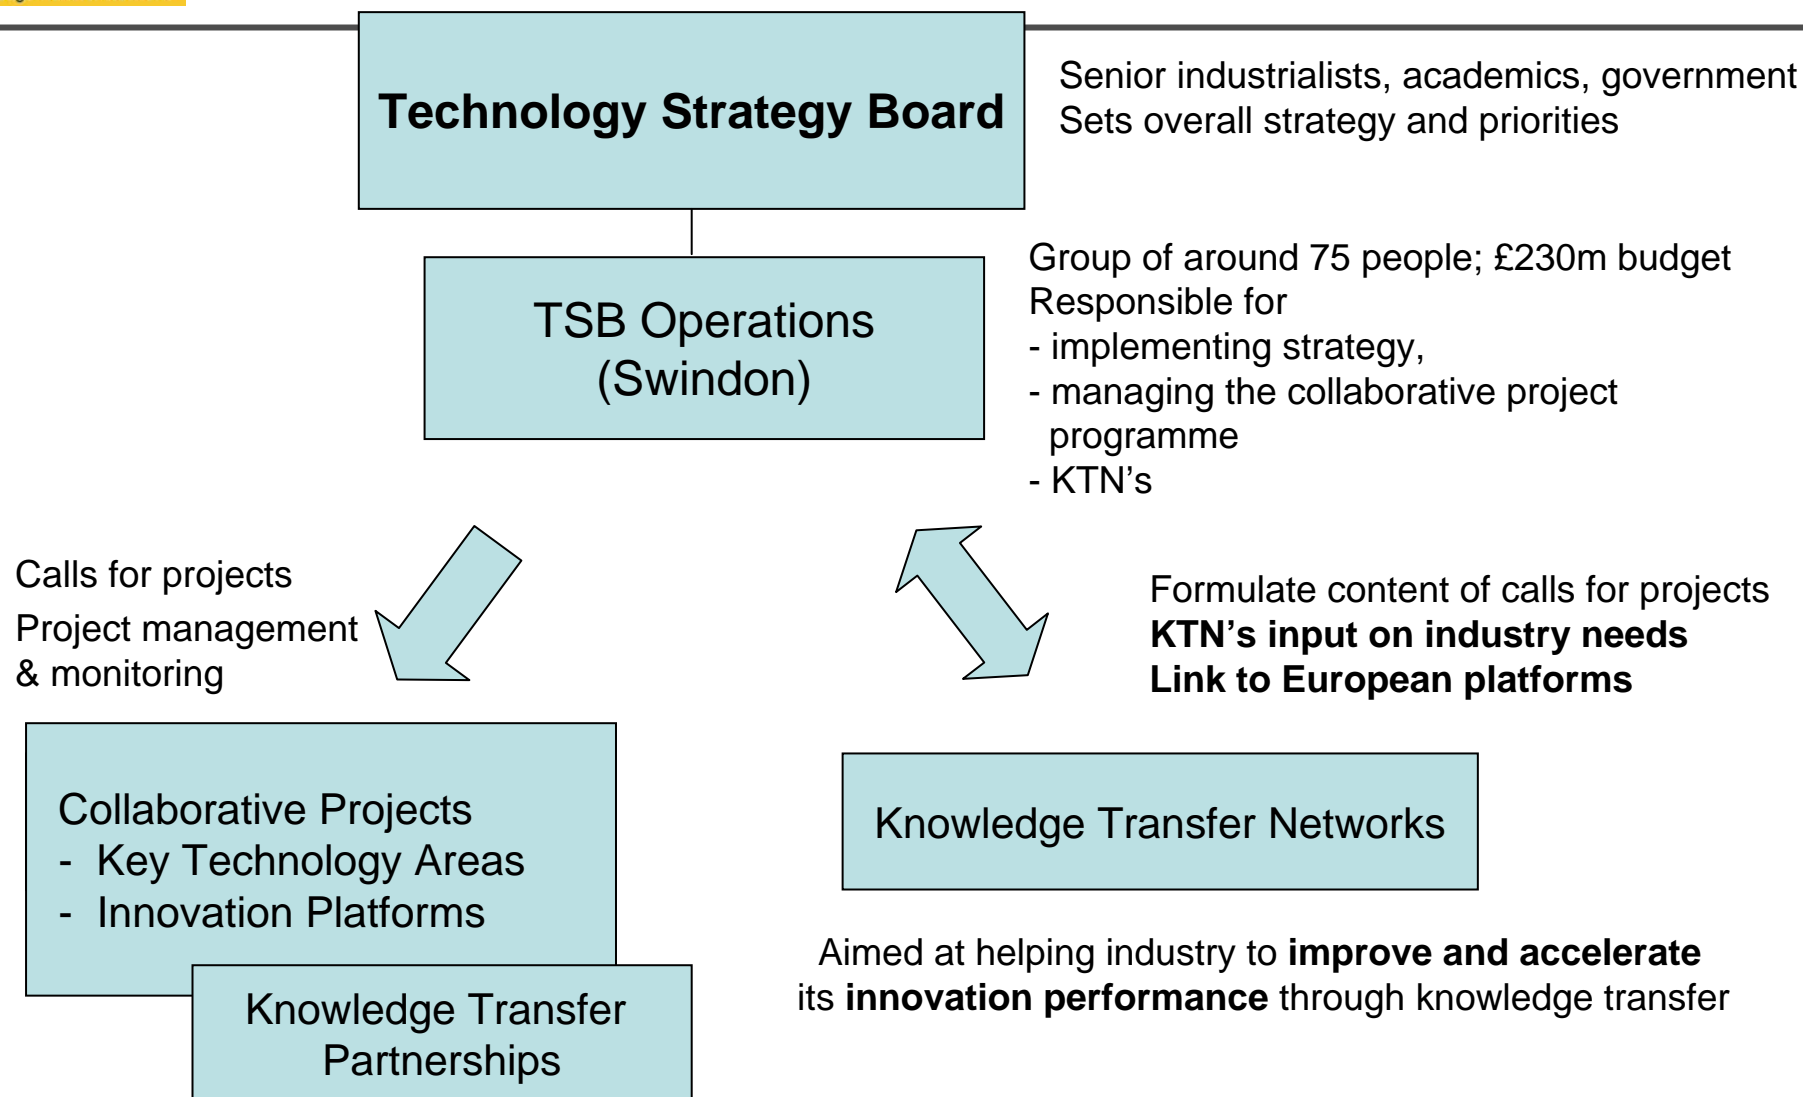 Technology Strategy Board
Senior industrialists, academics, government
Sets overall strategy and priorities
TSB Operations
(Swindon)
Group of around 75 people; £230m budget
Responsible for
- implementing strategy,
- managing the collaborative project
programme
- KTN’s
Calls for projects
Project management
& monitoring
Formulate content of calls for projects
KTN’s input on industry needs
Link to European platforms
Collaborative Projects
- Key Technology Areas
- Innovation Platforms
Knowledge Transfer
Partnerships
Knowledge Transfer Networks
Aimed at helping industry to improve and accelerate
its innovation performance through knowledge transfer